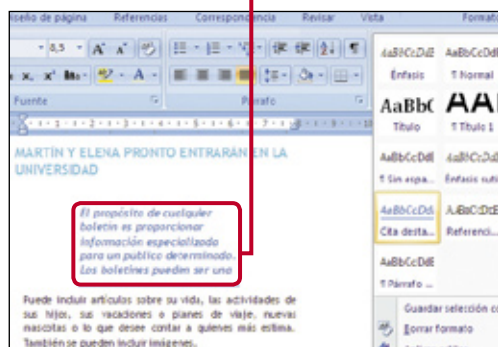 diseño de página Referencias Correspondencia Revisar Vista Formato
8,5
Fuente Párrafo
AaBbCcDdE AaBbCcDdE
Énfasis ¶ Normal
AaBbC AAI
Título ¶ Título 1
AaBbCcDdE AaBbCcDdE
¶ Sin espa... Énfasis sutil
AaBbCcDdE AABBCCDDE
Cita desta... Referenci...
AaBbCcDdE
¶ Párrafo ...
Guardar selección co
Borrar formato
MARTÍN Y ELENA PRONTO ENTRARÁN EN LA
UNIVERSIDAD
El propósito de cualquier
boletín es proporcionar
información especializada
para un público determinado.
Los boletines pueden ser una
Puede incluir artículos sobre su vida, las actividades de
sus hijos, sus vacaciones o planes de viaje, nuevas
mascotas o lo que desee contar a quienes más estima.
También se pueden incluir imágenes.